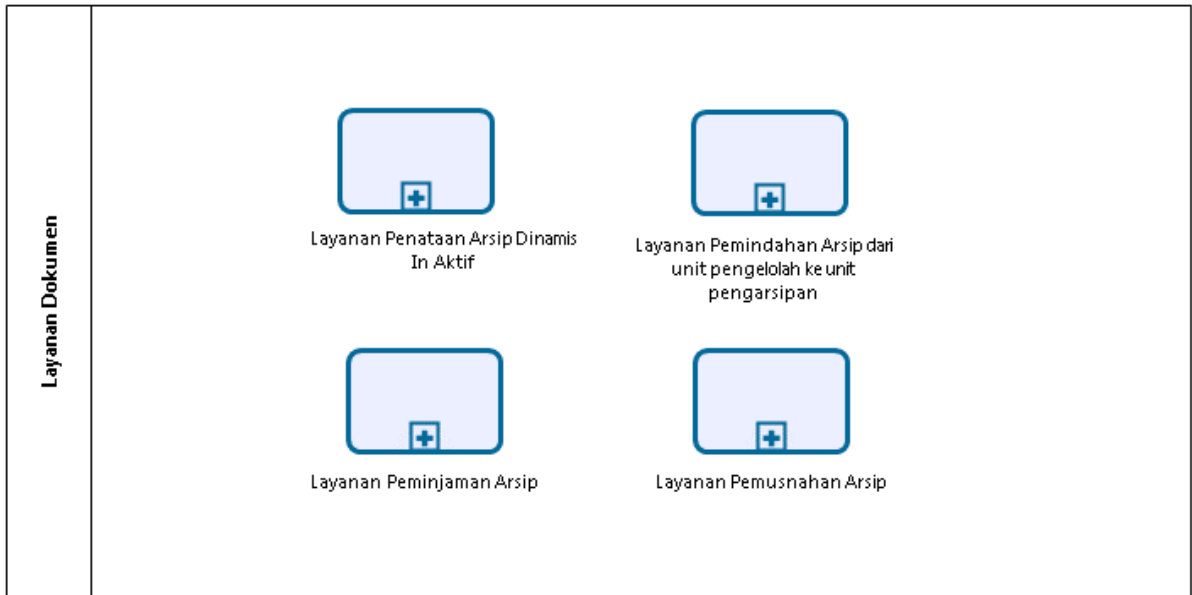 Layanan Dokumen
Layanan Penataan Arsip Dinamis
In Aktif
Layanan Pemindahan Arsip dari
unit pengelolah ke unit
pengarsipan
Layanan Peminjaman Arsip
Layanan Pemusnahan Arsip